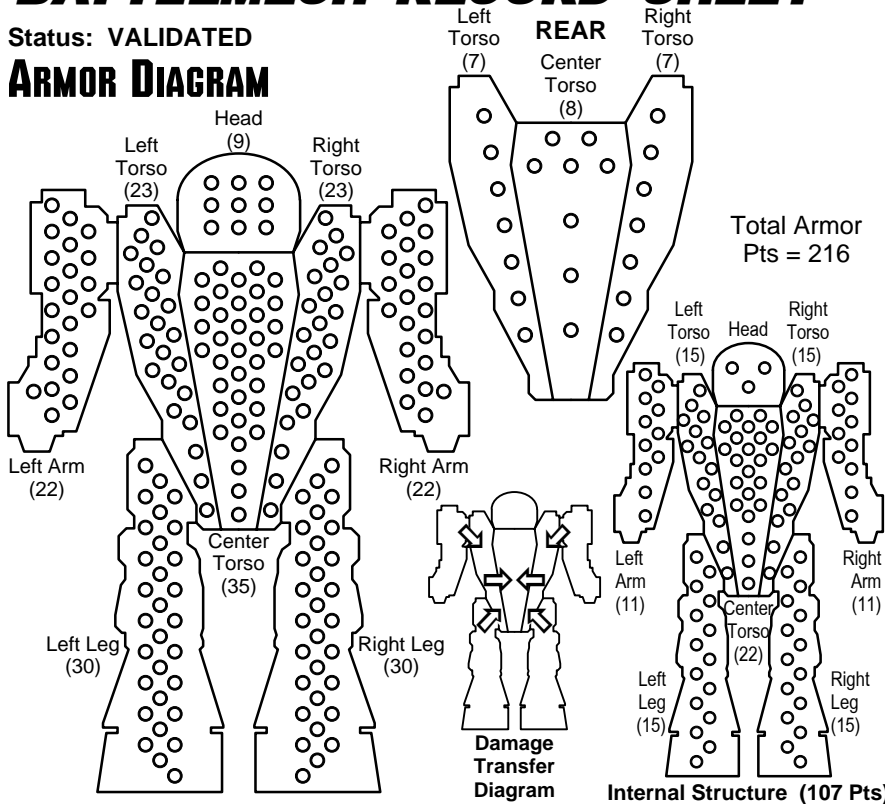 BATTLEMECH RECORD SHEET
Status: VALIDATED
ARMOR DIAGRAM
Head
(9)
Left
Torso
(23)
Right
Torso
(23)
Left Arm
(22)
Right Arm
(22)
Center
Torso
(35)
Left Leg
(30)
Right Leg
(30)
REAR
Left
Torso
(7)
Center
Torso
(8)
Right
Torso
(7)
Total Armor
Pts = 216
Left
Torso
(15)
Head
Right
Torso
(15)
Left
Arm
(11)
Right
Arm
(11)
Center
Torso
(22)
Left
Leg
(15)
Right
Leg
(15)
Damage
Transfer
Diagram
Internal Structure (107 Pts)